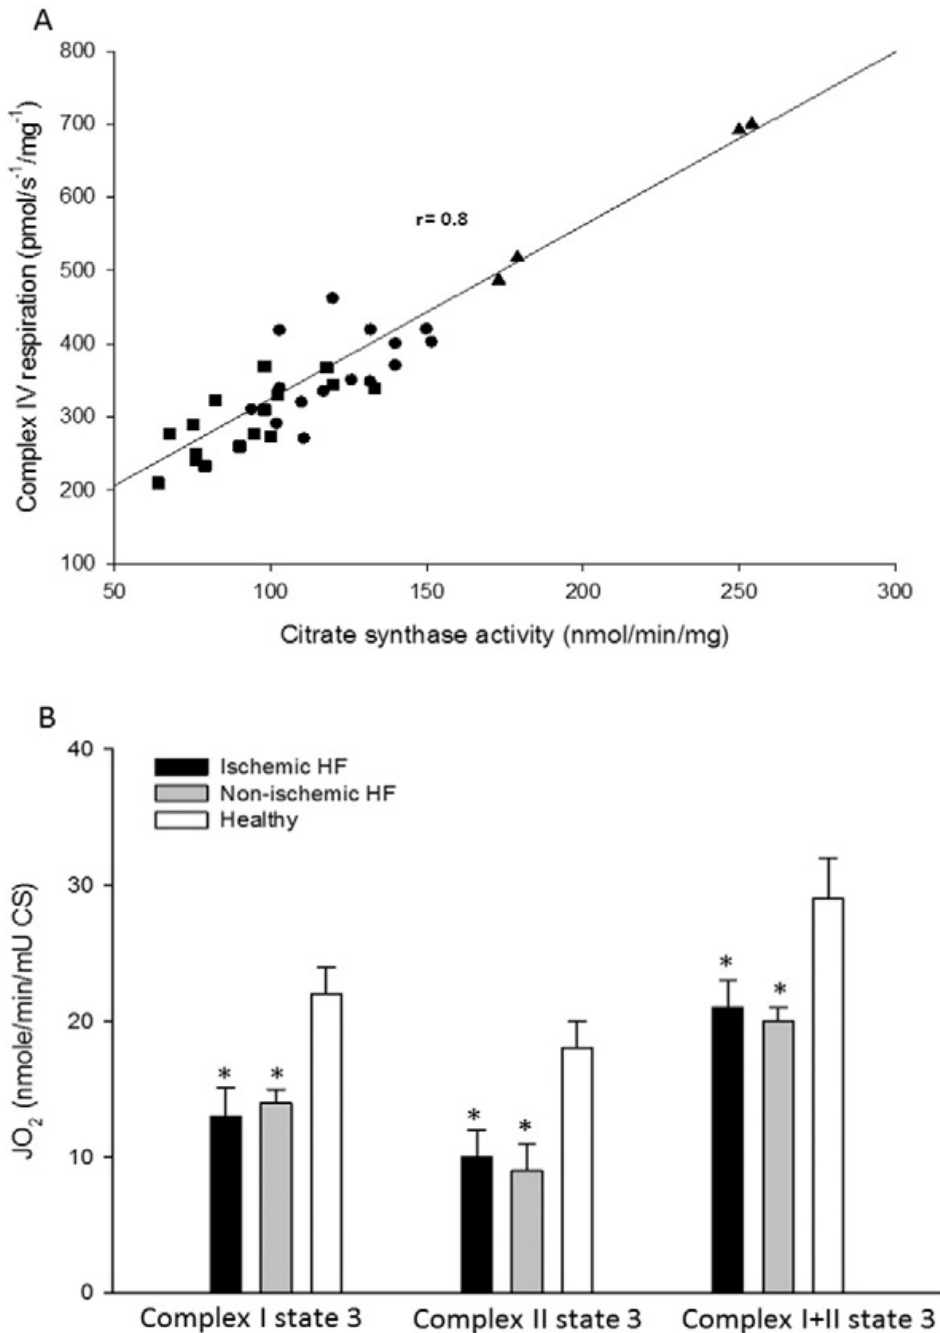 A
800
700
600
500
400
300
200
100
Complex IV respiration (pmol/s⁻¹/mg⁻¹)
r= 0.8
50 100 150 200 250 300
Citrate synthase activity (nmol/min/mg)
B
40
30
20
10
0
JO₂ (nmole/min/mU CS)
Ischemic HF
Non-ischemic HF
Healthy
* * * * * *
Complex I state 3 Complex II state 3 Complex I+II state 3